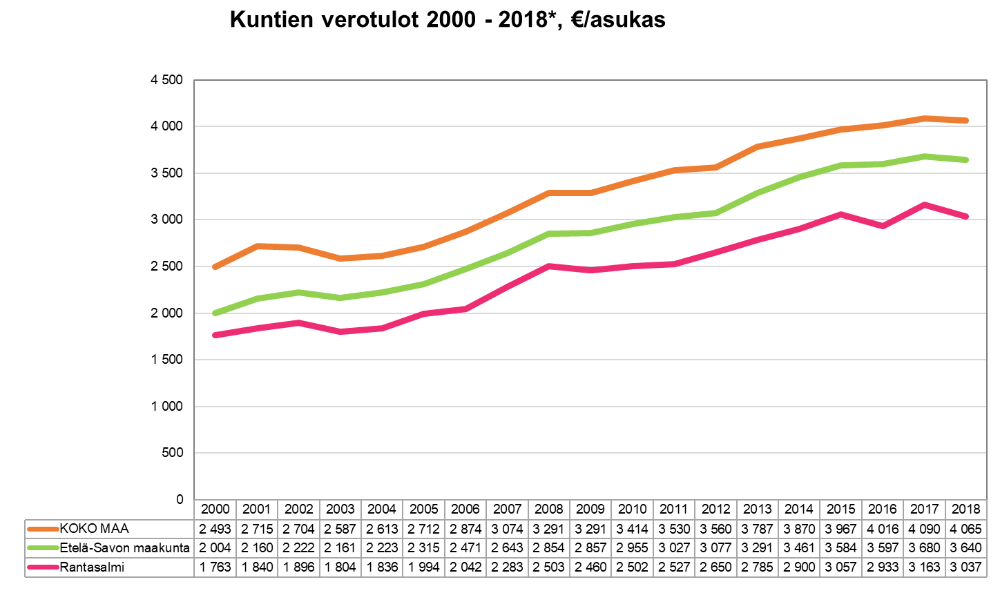 Kuntien verotulot 2000 - 2018*, €/asukas
4 500
4 000
3 500
3 000
2 500
2 000
1 500
1 000
500
0
2000 2001 2002 2003 2004 2005 2006 2007 2008 2009 2010 2011 2012 2013 2014 2015 2016 2017 2018
KOKO MAA 2 493 2 715 2 704 2 587 2 613 2 712 2 874 3 074 3 291 3 291 3 414 3 530 3 560 3 787 3 870 3 967 4 016 4 090 4 065
Etelä-Savon maakunta 2 004 2 160 2 222 2 161 2 223 2 315 2 471 2 643 2 854 2 857 2 955 3 027 3 077 3 291 3 461 3 584 3 597 3 680 3 640
Rantasalmi 1 763 1 840 1 896 1 804 1 836 1 994 2 042 2 283 2 503 2 460 2 502 2 527 2 650 2 785 2 900 3 057 2 933 3 163 3 037